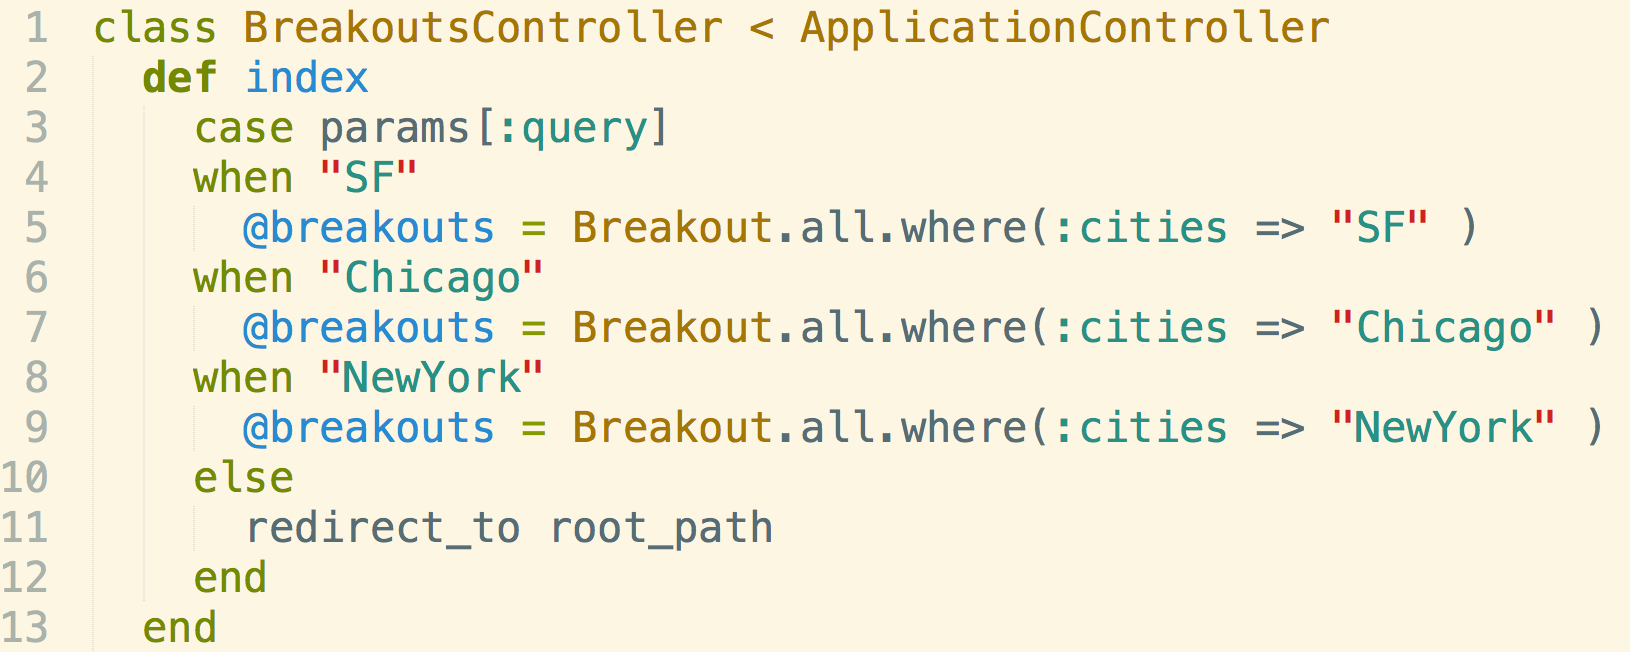 1 class BreakoutsController < ApplicationController
2 def index
3 case params[:query]
4 when "SF"
5 @breakouts = Breakout.all.where(:cities => "SF" )
6 when "Chicago"
7 @breakouts = Breakout.all.where(:cities => "Chicago" )
8 when "NewYork"
9 @breakouts = Breakout.all.where(:cities => "NewYork" )
10 else
11 redirect_to root_path
12 end
13 end